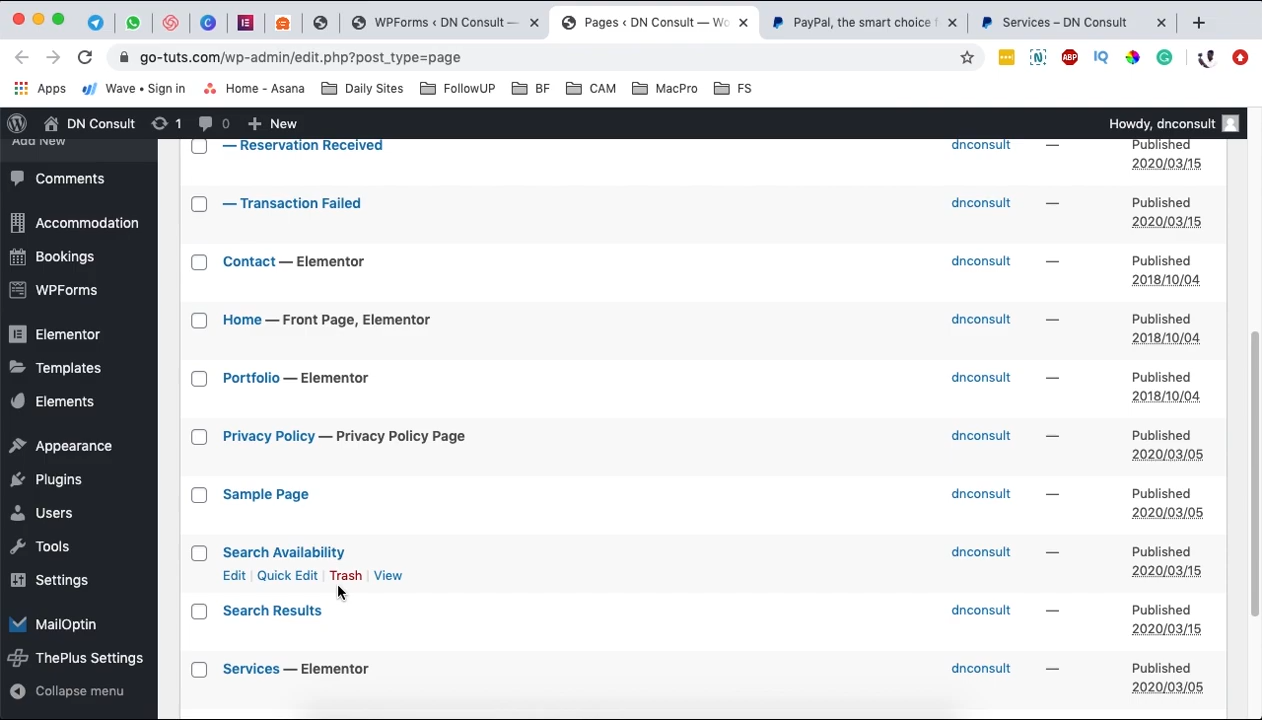 WPForms ‹ DN Consult —
Pages ‹ DN Consult — Wo
PayPal, the smart choice f
Services – DN Consult
go-tuts.com/wp-admin/edit.php?post_type=page
Apps
Wave • Sign in
Home - Asana
Daily Sites
FollowUP
BF
CAM
MacPro
FS
DN Consult
1
0
New
Howdy, dnconsult
Add New
Comments
Accommodation
Bookings
WPForms
Elementor
Templates
Elements
Appearance
Plugins
Users
Tools
Settings
MailOptin
ThePlus Settings
Collapse menu
— Reservation Received dnconsult — Published
2020/03/15
— Transaction Failed dnconsult — Published
2020/03/15
Contact — Elementor dnconsult — Published
2018/10/04
Home — Front Page, Elementor dnconsult — Published
2018/10/04
Portfolio — Elementor dnconsult — Published
2018/10/04
Privacy Policy — Privacy Policy Page dnconsult — Published
2020/03/05
Sample Page dnconsult — Published
2020/03/05
Search Availability dnconsult — Published
Edit | Quick Edit | Trash | View 2020/03/15
Search Results dnconsult — Published
2020/03/15
Services — Elementor dnconsult — Published
2020/03/05